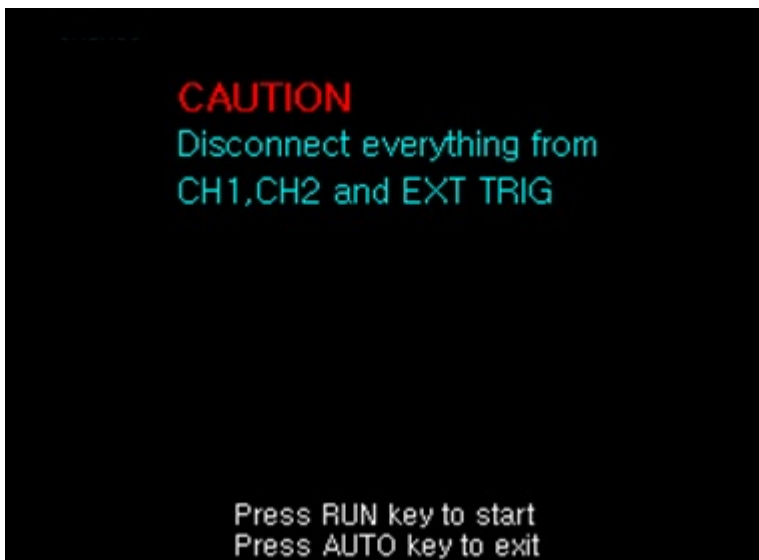 CAUTION
Disconnect everything from
CH1,CH2 and EXT TRIG
Press RUN key to start
Press AUTO key to exit